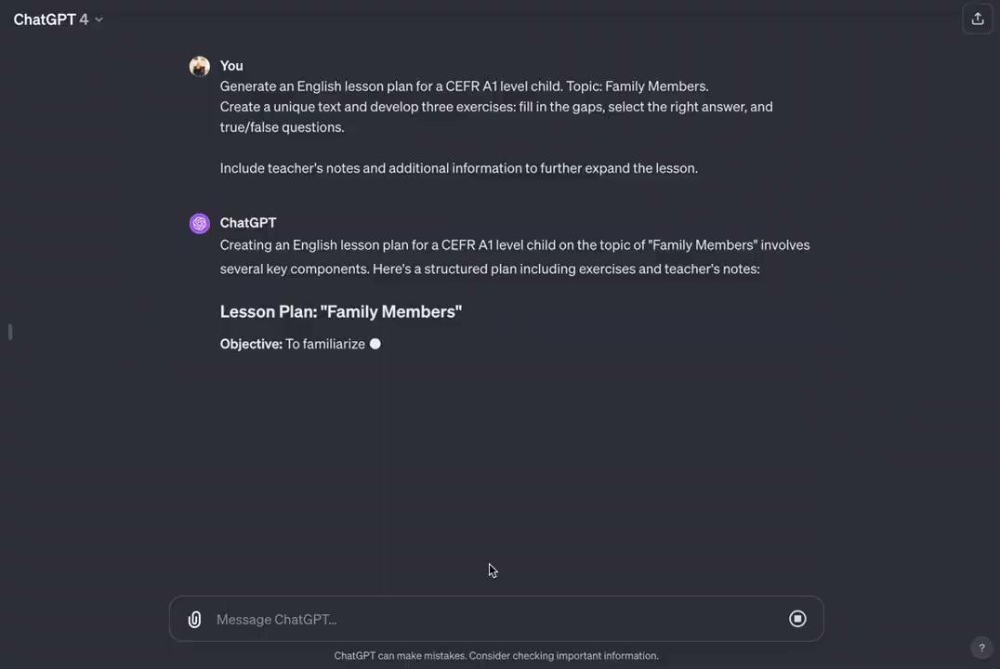 ChatGPT 4
You
Generate an English lesson plan for a CEFR A1 level child. Topic: Family Members.
Create a unique text and develop three exercises: fill in the gaps, select the right answer, and
true/false questions.
Include teacher's notes and additional information to further expand the lesson.
ChatGPT
Creating an English lesson plan for a CEFR A1 level child on the topic of "Family Members" involves
several key components. Here's a structured plan including exercises and teacher's notes:
Lesson Plan: "Family Members"
Objective: To familiarize
Message ChatGPT...
ChatGPT can make mistakes. Consider checking important information.
?